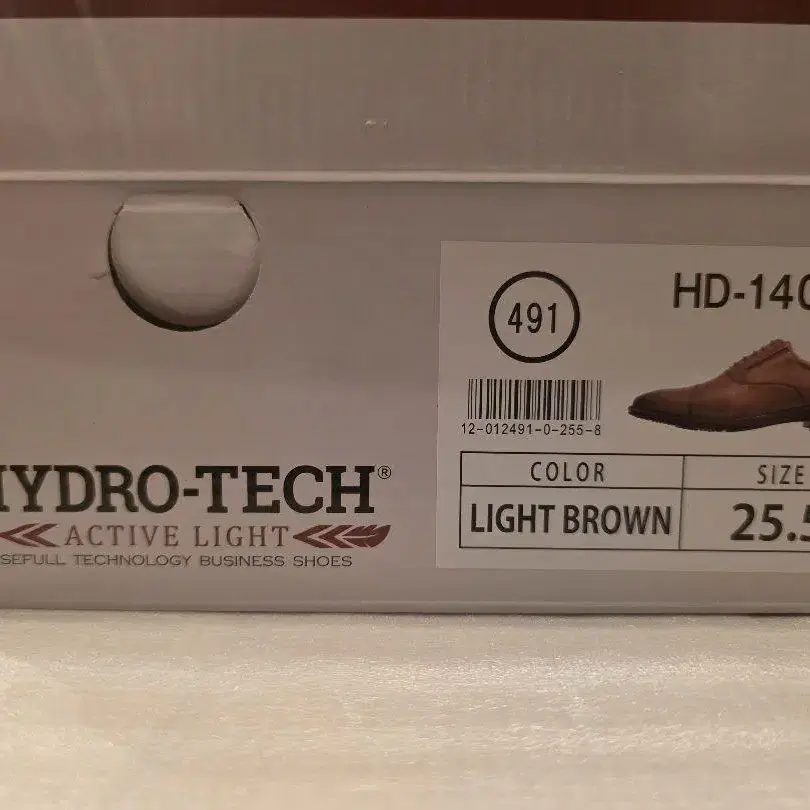 HYDRO-TECH®
ACTIVE LIGHT
SEFULL TECHNOLOGY BUSINESS SHOES
491
HD-140
12-012491-0-255-8
COLOR SIZE
LIGHT BROWN 25.5